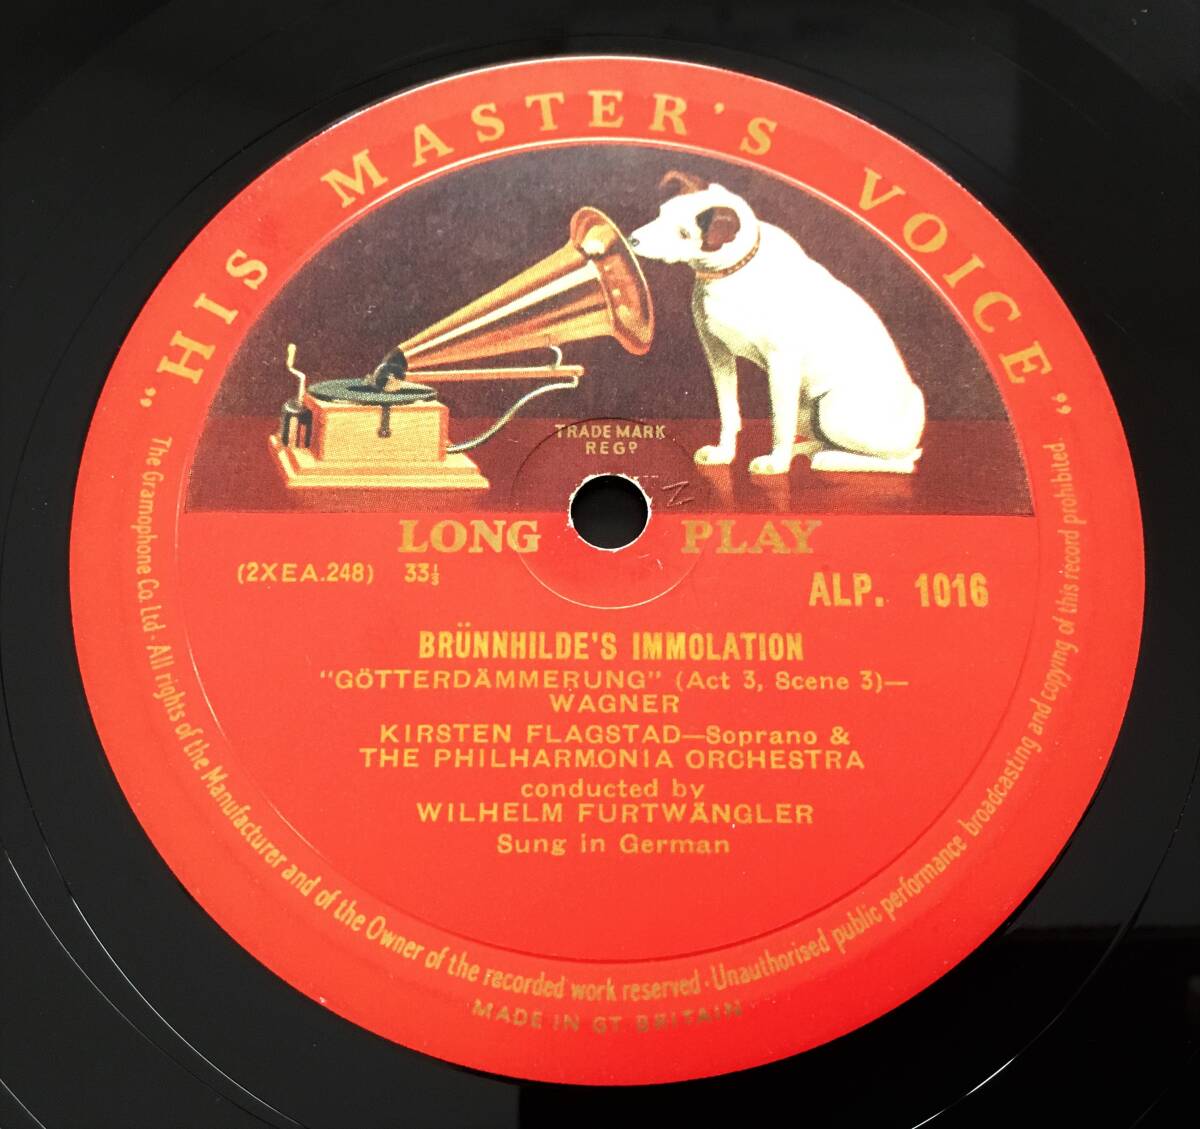 "HIS MASTER'S VOICE"
TRADE MARK
REGD
LONG PLAY
(2XEA.248) 33⅓
ALP. 1016
BRÜNNHILDE'S IMMOLATION
"GÖTTERDÄMMERUNG" (Act 3, Scene 3)—
WAGNER
KIRSTEN FLAGSTAD—Soprano &
THE PHILHARMONIA ORCHESTRA
conducted by
WILHELM FURTWÄNGLER
Sung in German
The Gramophone Co. Ltd · All rights of the Manufacturer and of the Owner of the recorded work reserved · Unauthorised public performance broadcasting and copying of this record prohibited.
MADE IN GT. BRITAIN